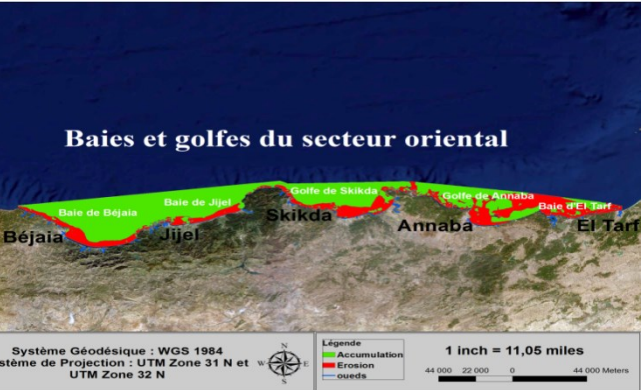 Baies et golfes du secteur oriental
Golfe de Skikda
Golfe de Annaba
Baie de Jijel
Baie d'El Tarf
Baie de Béjaia
Skikda
Annaba
El Tarf
Béjaia
Jijel
Système Géodésique : WGS 1984
stème de Projection : UTM Zone 31 N et
UTM Zone 32 N
N
W E
S
Légende
Accumulation
Erosion
oueds
1 inch = 11,05 miles
44 000 22 000 0 44 000 Meters